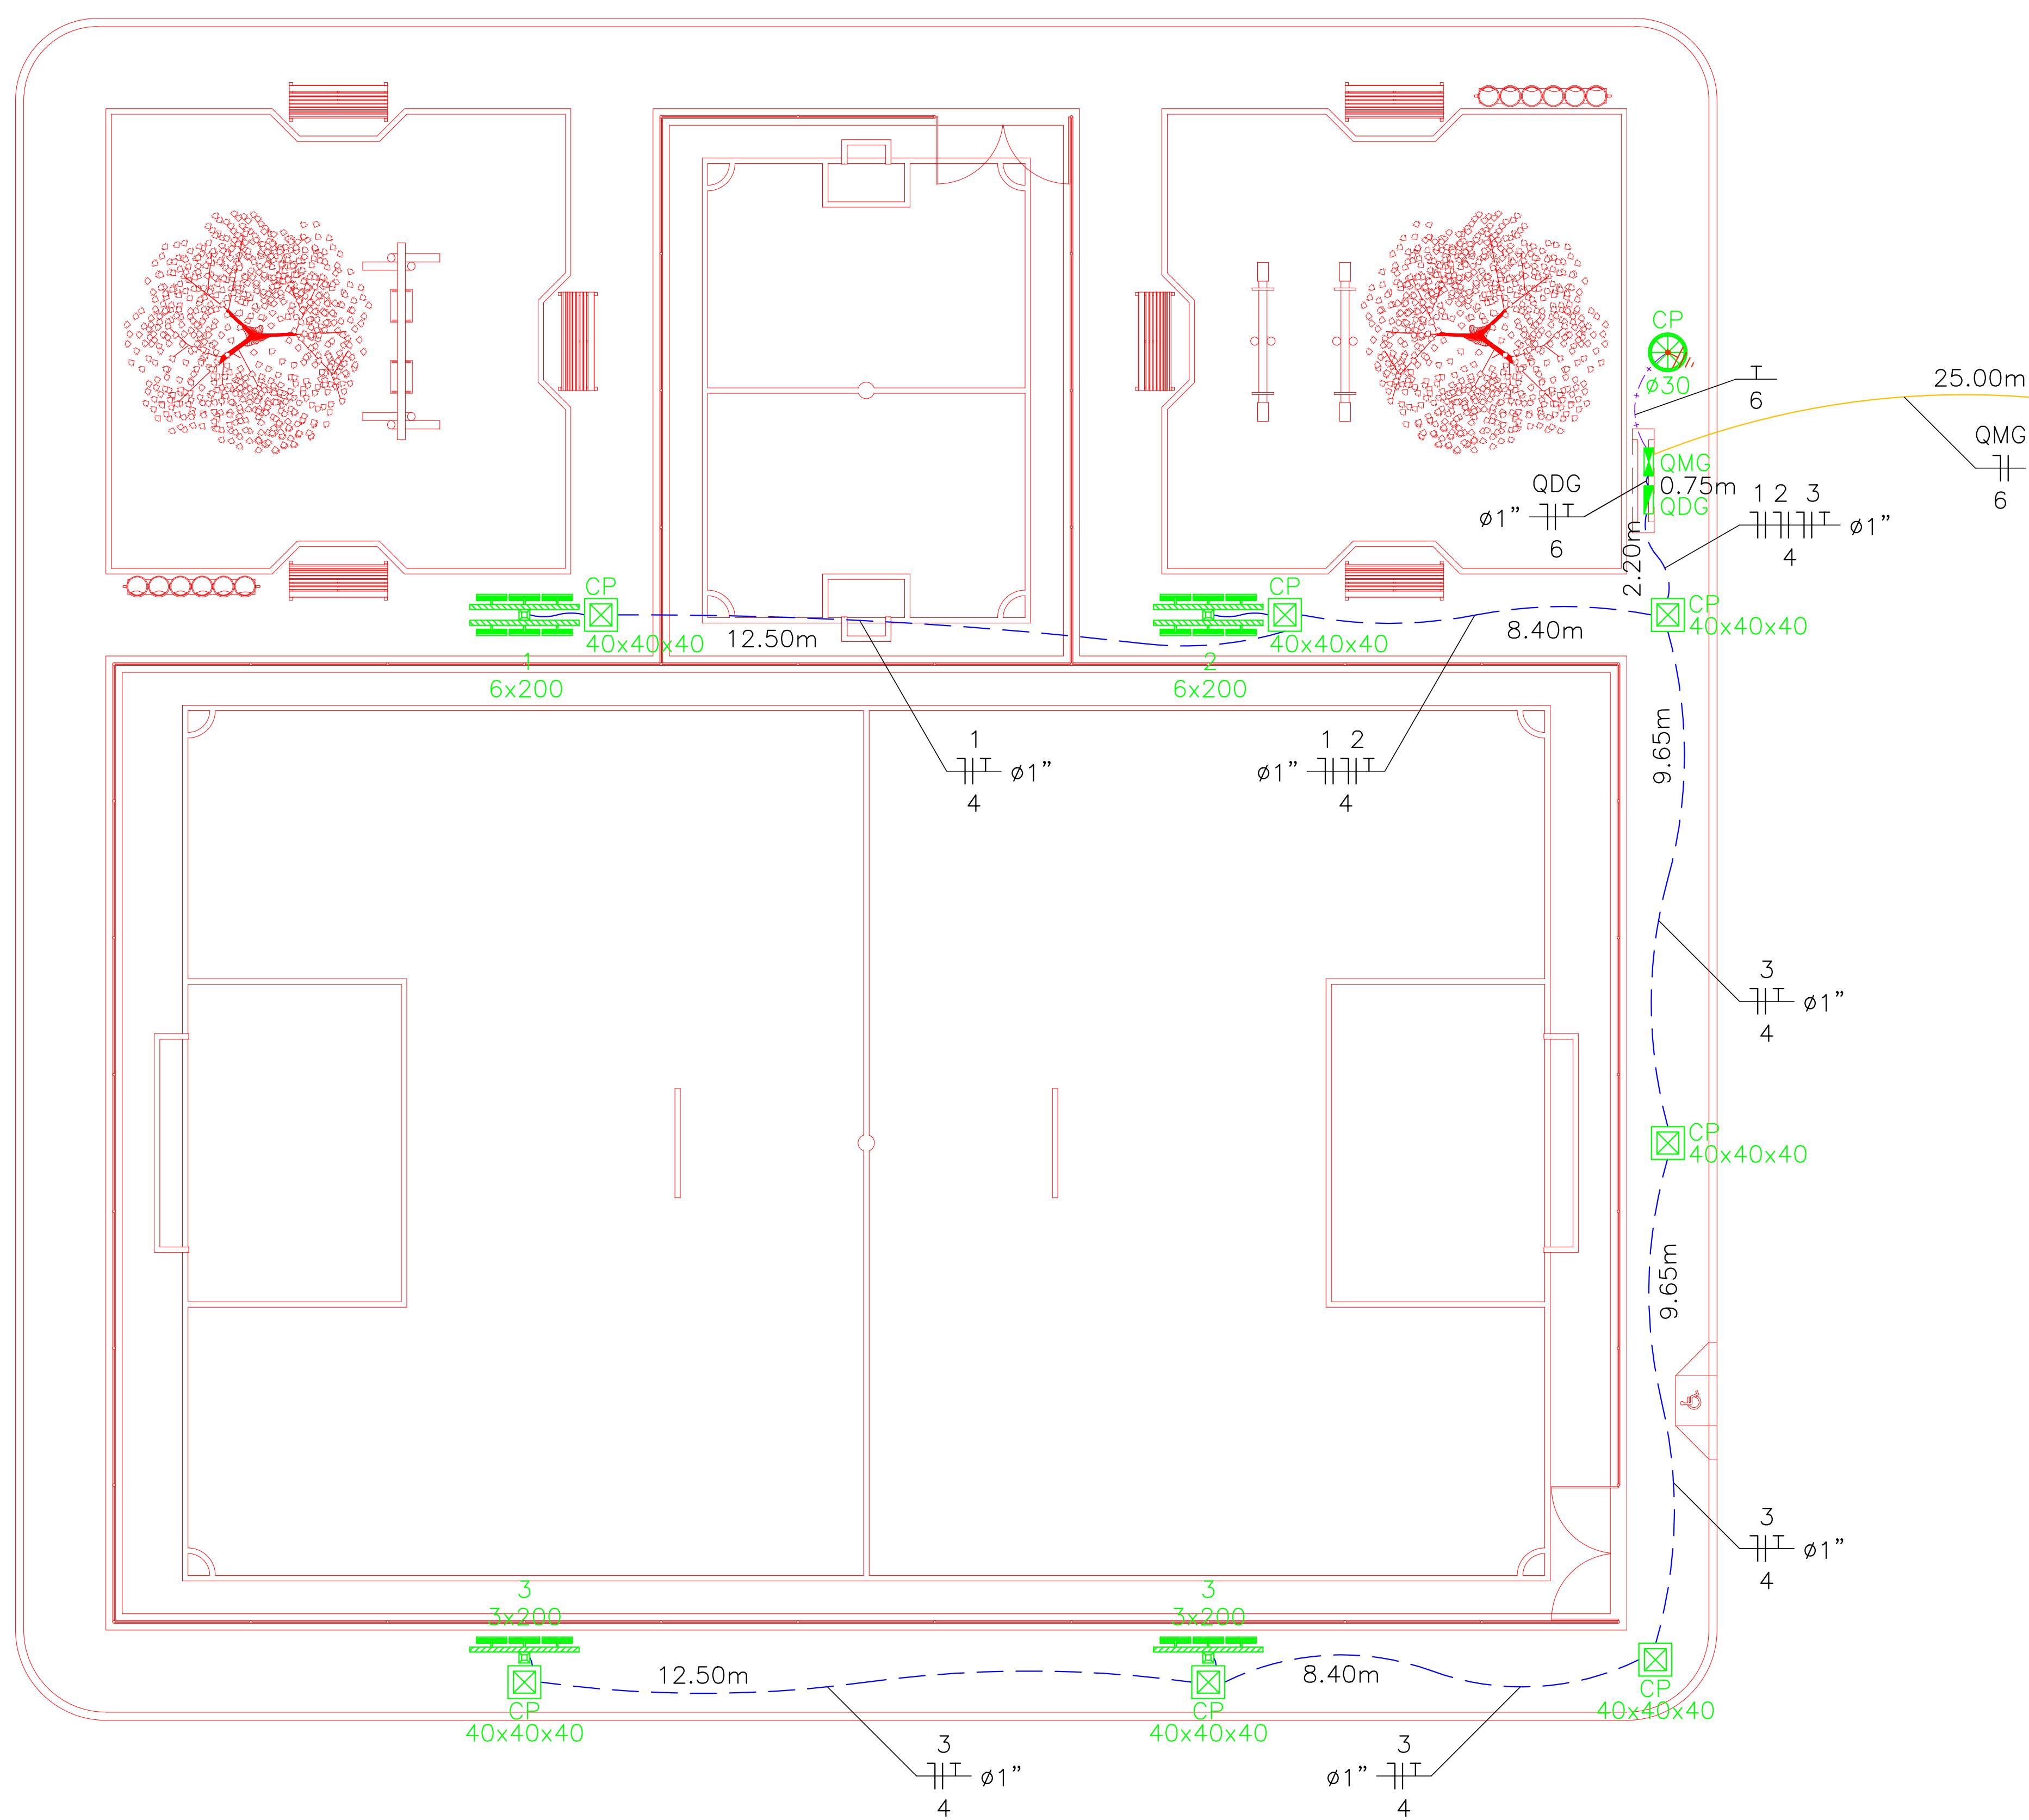 CP
ø30
T
6
25.00m
QMG
6
QMG
0.75m
QDG
QDG
ø1”
T
6
1 2 3
T
ø1”
4
2.20m
CP
40x40x40
1
6x200
12.50m
CP
40x40x40
2
6x200
8.40m
CP
40x40x40
1
T
ø1”
4
1 2
ø1”
T
4
9.65m
3
T
ø1”
4
CP
40x40x40
9.65m
3
T
ø1”
4
3
3x200
CP
40x40x40
12.50m
3
3x200
CP
40x40x40
8.40m
CP
40x40x40
3
T
ø1”
4
3
ø1”
T
4